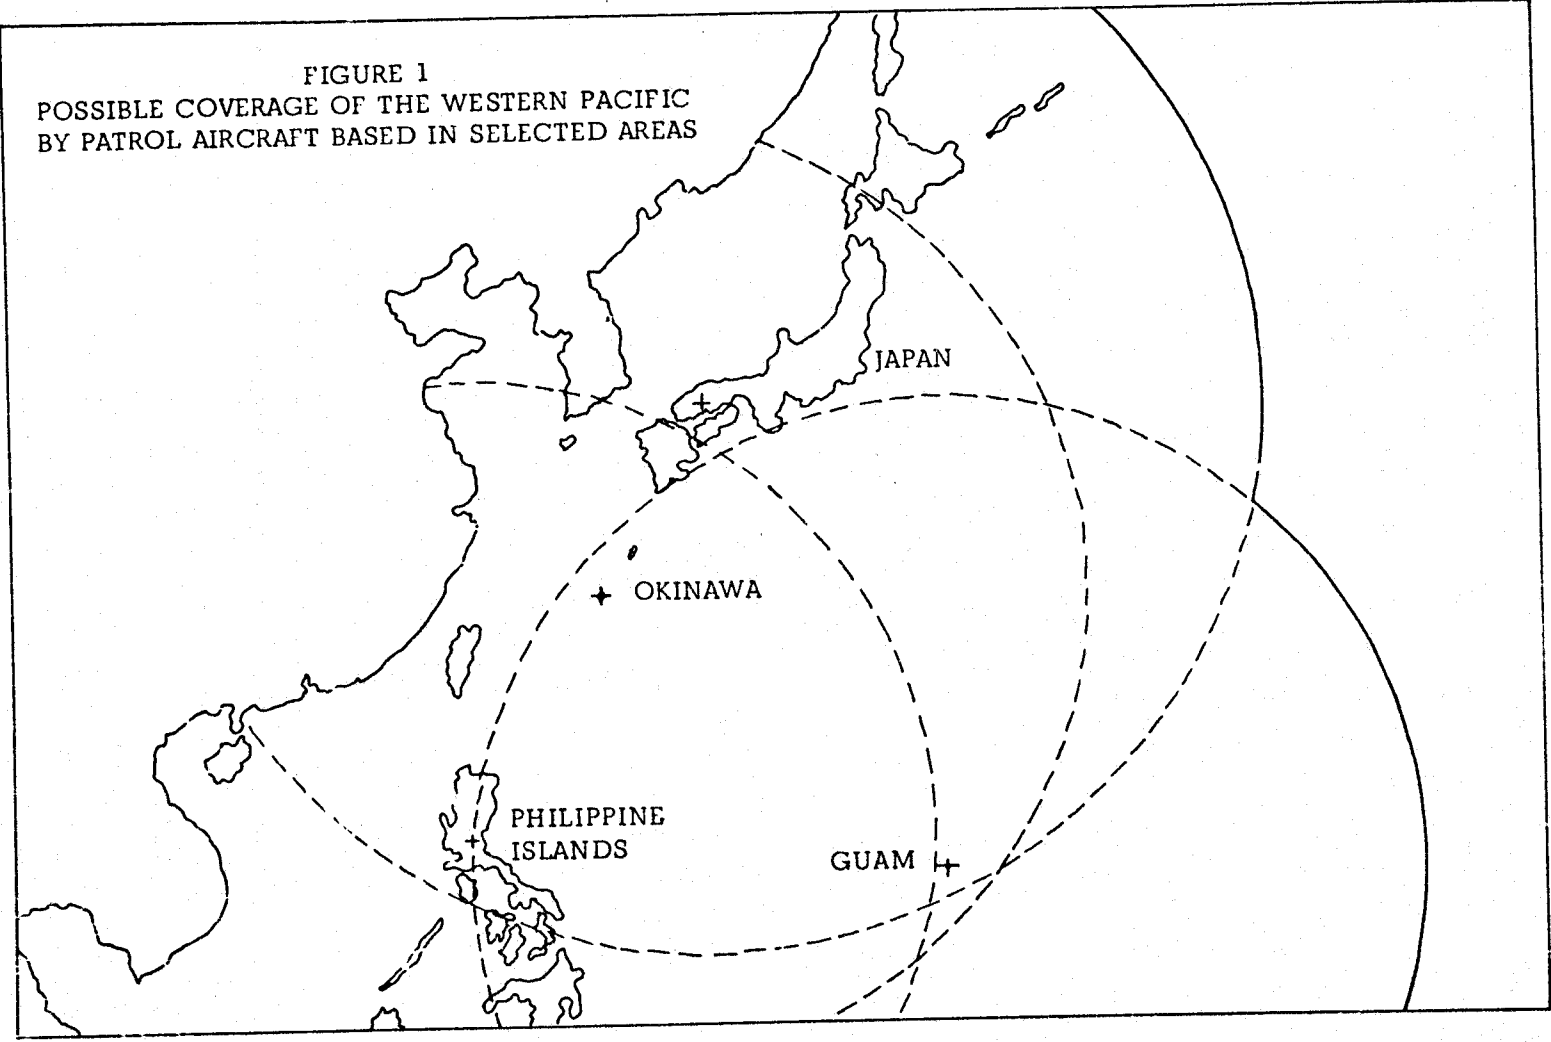 FIGURE 1
POSSIBLE COVERAGE OF THE WESTERN PACIFIC
BY PATROL AIRCRAFT BASED IN SELECTED AREAS
JAPAN
OKINAWA
PHILIPPINE
ISLANDS
GUAM